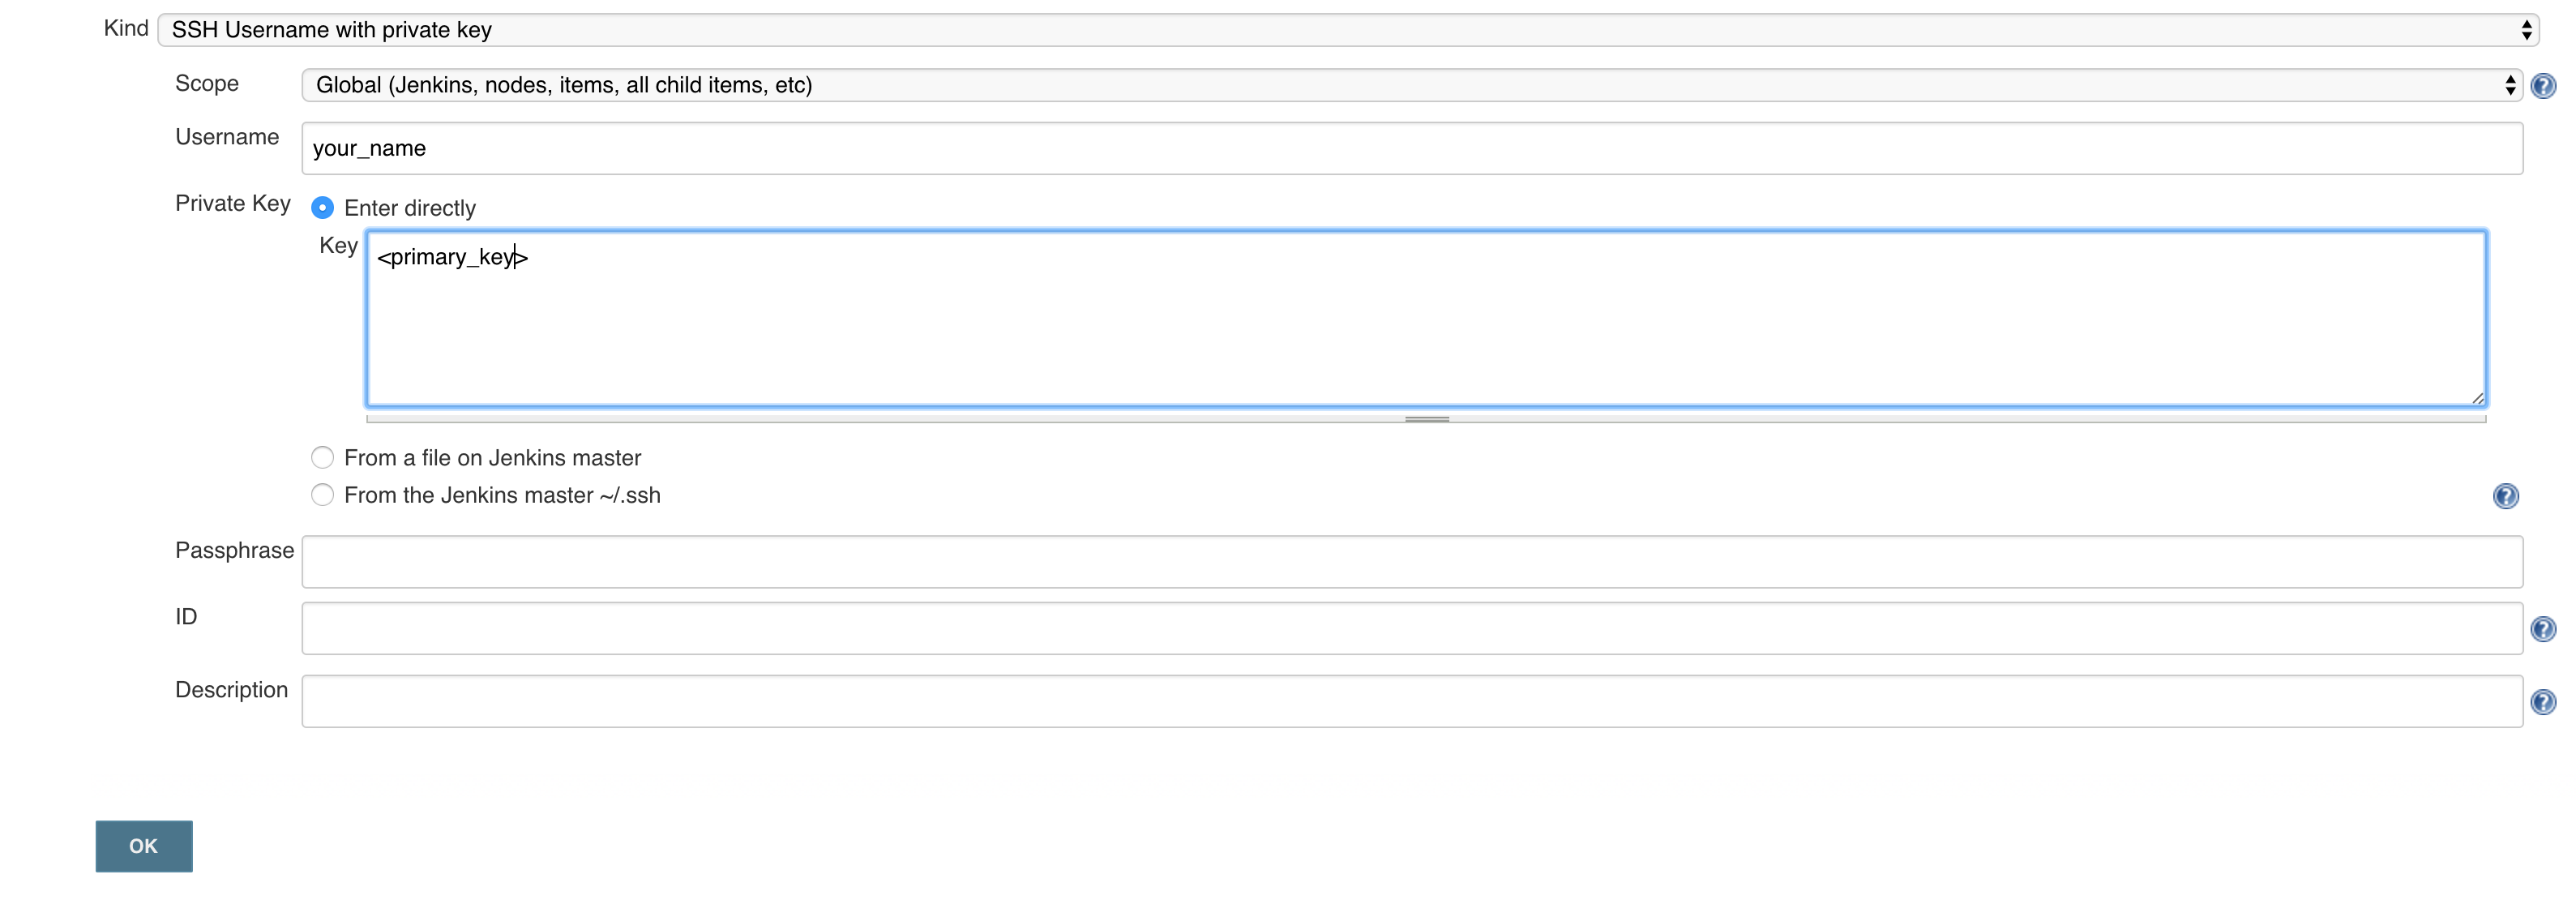 Kind SSH Username with private key
Scope Global (Jenkins, nodes, items, all child items, etc)
Username your_name
Private Key Enter directly
Key <primary_key>
From a file on Jenkins master
From the Jenkins master ~/.ssh
Passphrase
ID
Description
OK